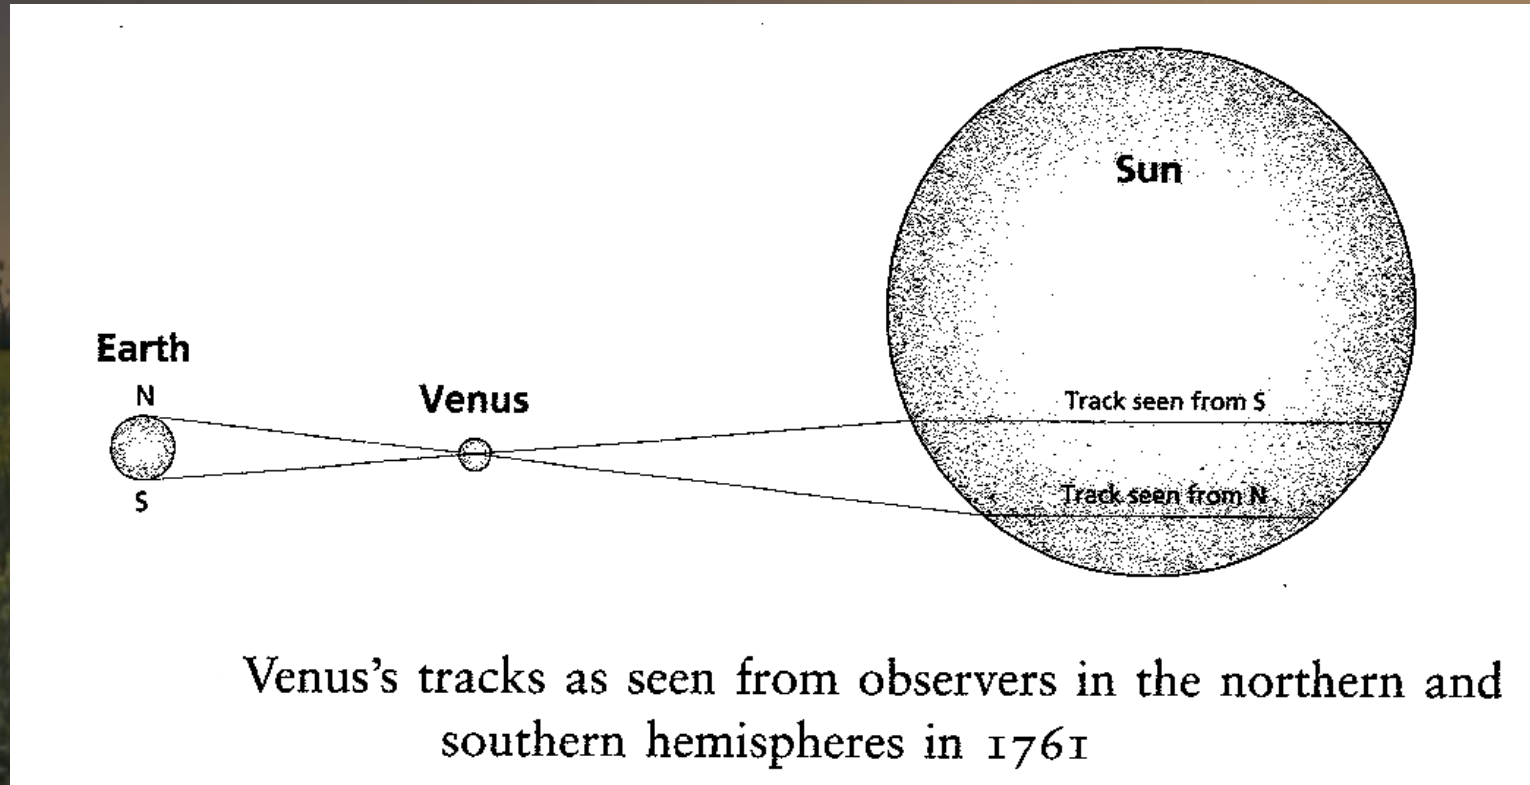 Sun
Earth
N
Venus
Track seen from S
S
Track seen from N
Venus's tracks as seen from observers in the northern and
southern hemispheres in 1761